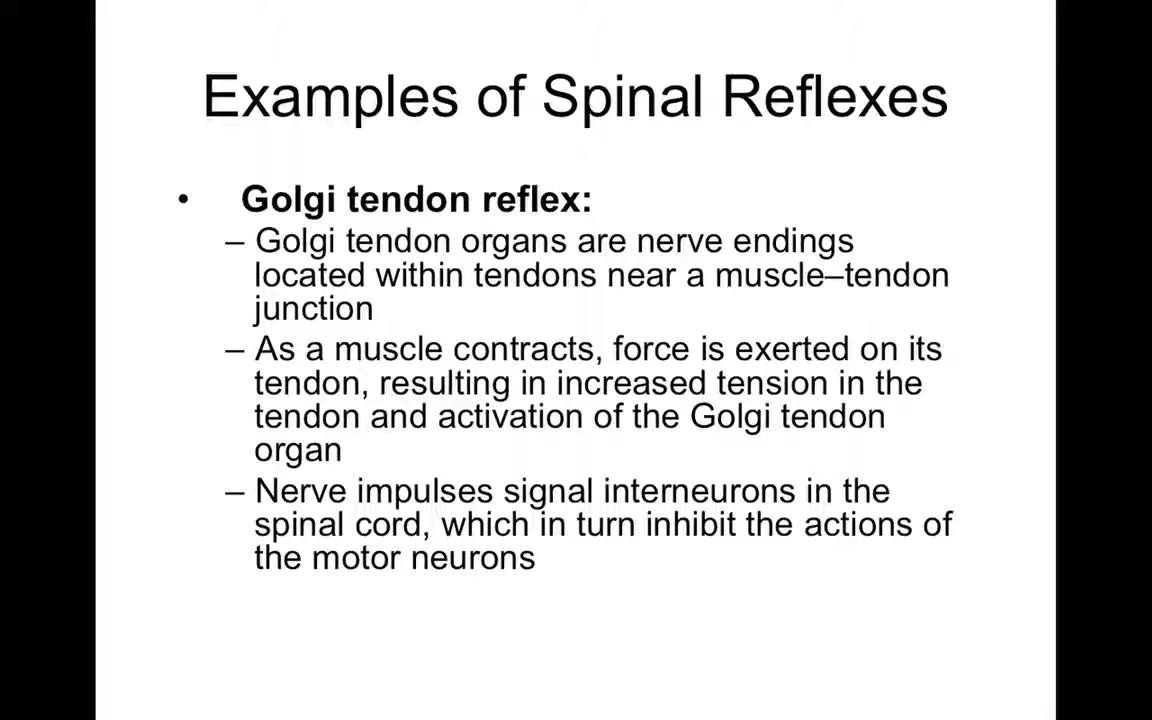 Examples of Spinal Reflexes
• Golgi tendon reflex:
– Golgi tendon organs are nerve endings
located within tendons near a muscle–tendon
junction
– As a muscle contracts, force is exerted on its
tendon, resulting in increased tension in the
tendon and activation of the Golgi tendon
organ
– Nerve impulses signal interneurons in the
spinal cord, which in turn inhibit the actions of
the motor neurons